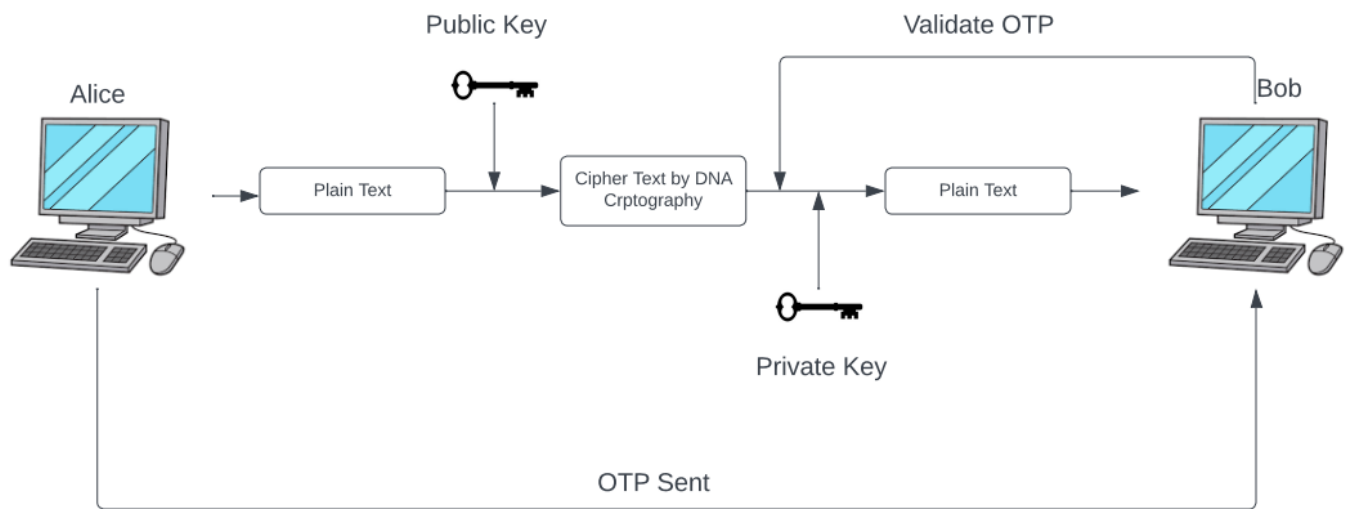 Public Key
Validate OTP
Alice
Bob
Plain Text
Cipher Text by DNA
Crptography
Plain Text
Private Key
OTP Sent